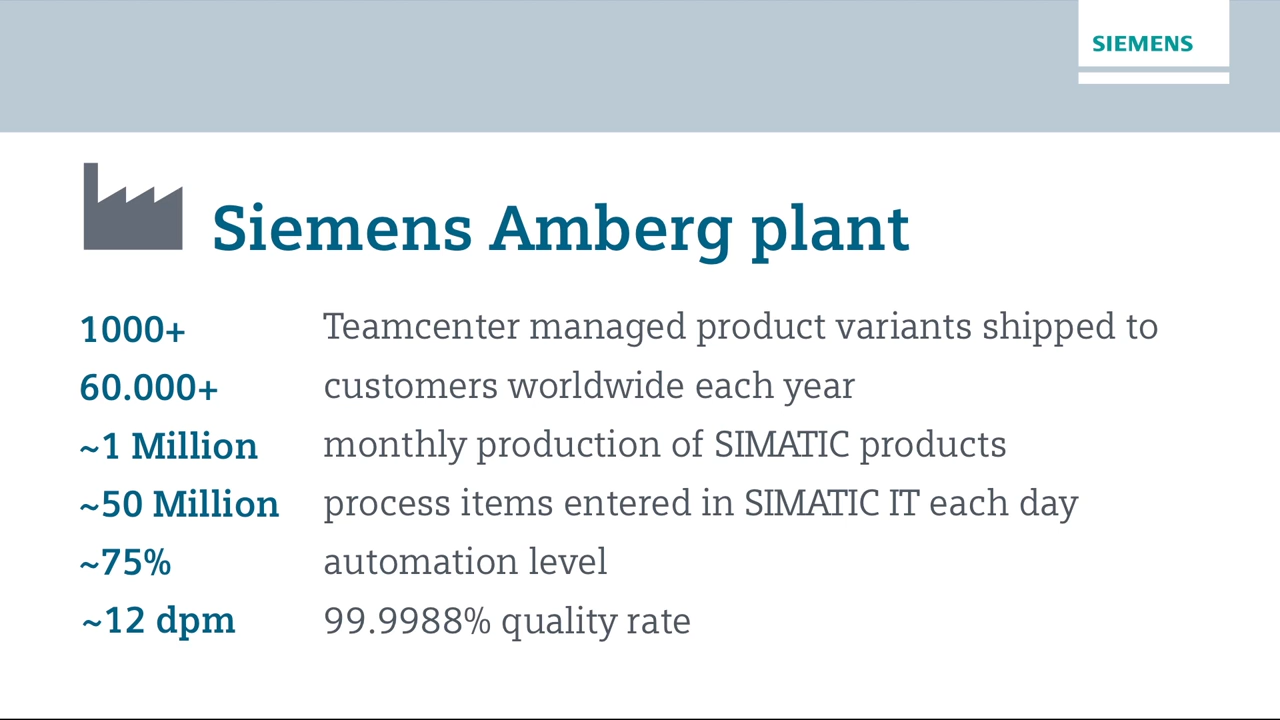 SIEMENS
Siemens Amberg plant
1000+ Teamcenter managed product variants shipped to
60.000+ customers worldwide each year
~1 Million monthly production of SIMATIC products
~50 Million process items entered in SIMATIC IT each day
~75% automation level
~12 dpm 99.9988% quality rate